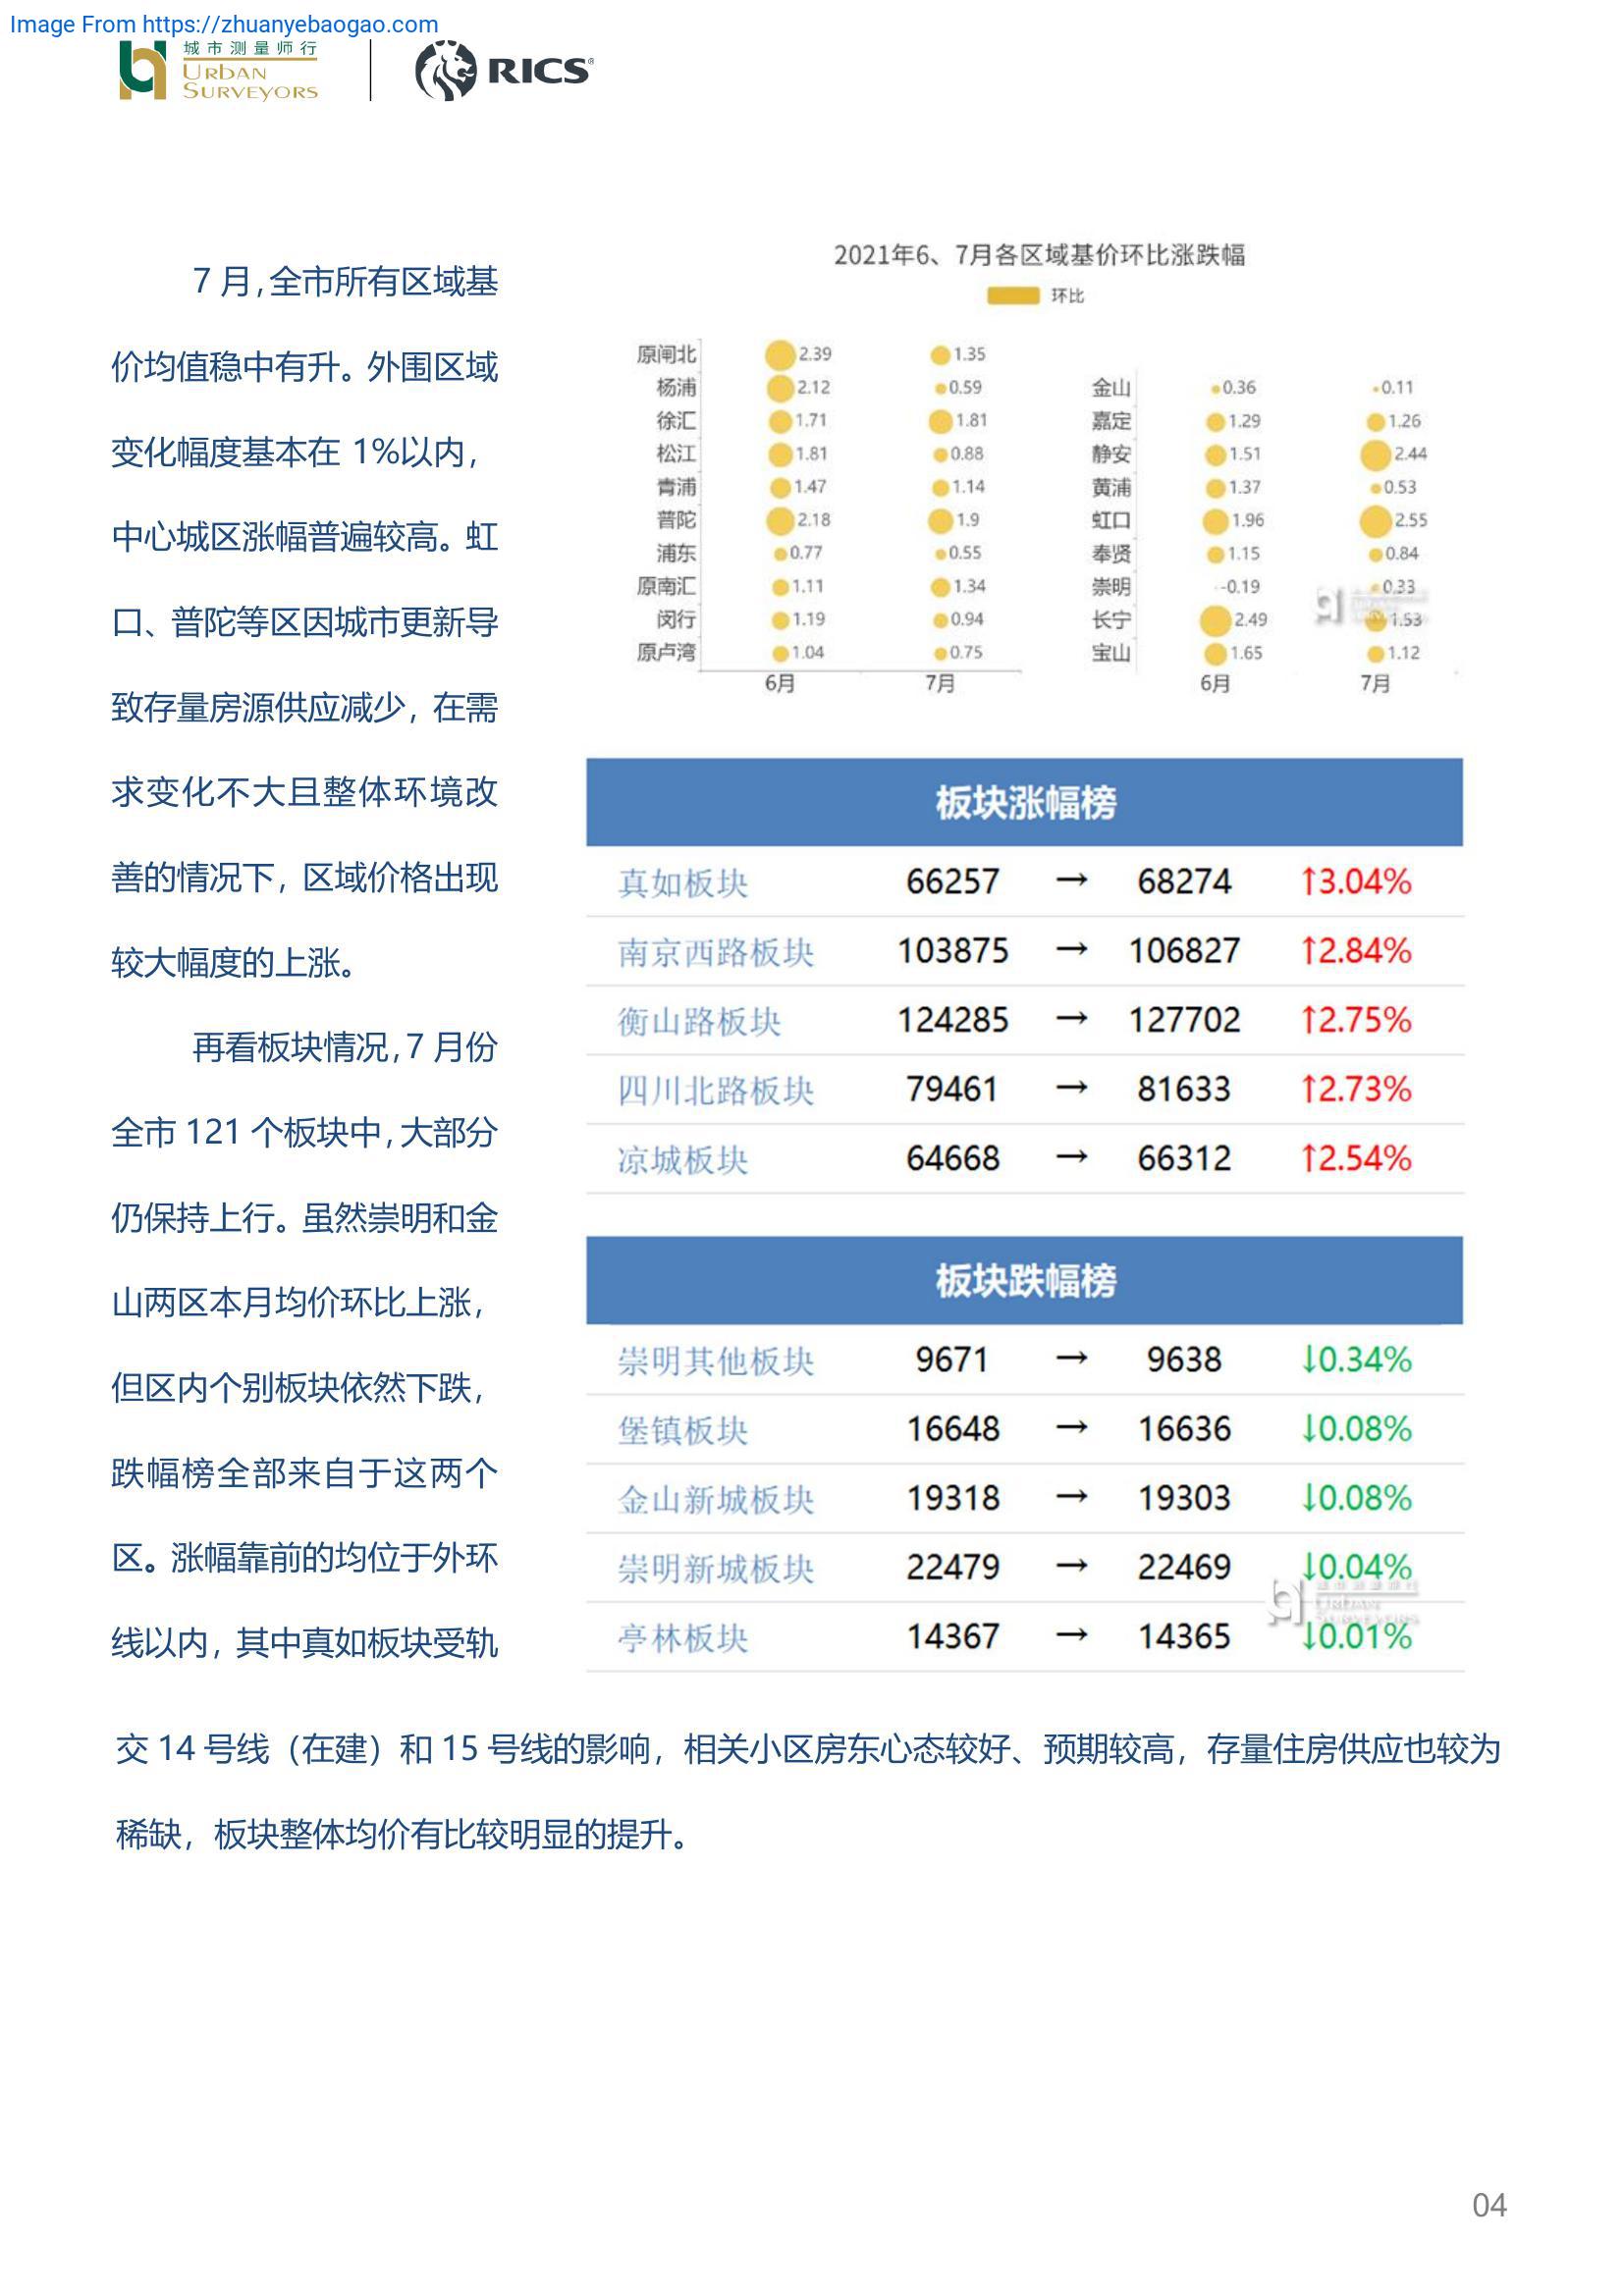 Image From https://zhuanyebaogao.com
城市测量师行
URBAN
SURVEYORS
RICS®
7 月，全市所有区域基
价均值稳中有升。外围区域
变化幅度基本在 1%以内，
中心城区涨幅普遍较高。虹
口、普陀等区因城市更新导
致存量房源供应减少，在需
求变化不大且整体环境改
善的情况下，区域价格出现
较大幅度的上涨。
再看板块情况，7 月份
全市 121 个板块中，大部分
仍保持上行。虽然崇明和金
山两区本月均价环比上涨，
但区内个别板块依然下跌，
跌幅榜全部来自于这两个
区。涨幅靠前的均位于外环
线以内，其中真如板块受轨
2021年6、7月各区域基价环比涨跌幅
环比
原闸北 2.39 1.35
杨浦 2.12 0.59
徐汇 1.71 1.81
松江 1.81 0.88
青浦 1.47 1.14
普陀 2.18 1.9
浦东 0.77 0.55
原南汇 1.11 1.34
闵行 1.19 0.94
原卢湾 1.04 0.75
6月 7月
金山 0.36 0.11
嘉定 1.29 1.26
静安 1.51 2.44
黄浦 1.37 0.53
虹口 1.96 2.55
奉贤 1.15 0.84
崇明 -0.19 0.33
长宁 2.49 1.53
宝山 1.65 1.12
6月 7月
板块涨幅榜
真如板块 66257 → 68274 ↑3.04%
南京西路板块 103875 → 106827 ↑2.84%
衡山路板块 124285 → 127702 ↑2.75%
四川北路板块 79461 → 81633 ↑2.73%
凉城板块 64668 → 66312 ↑2.54%
板块跌幅榜
崇明其他板块 9671 → 9638 ↓0.34%
堡镇板块 16648 → 16636 ↓0.08%
金山新城板块 19318 → 19303 ↓0.08%
崇明新城板块 22479 → 22469 ↓0.04%
城市测量师行
URBAN
SURVEYORS
亭林板块 14367 → 14365 ↓0.01%
交 14 号线（在建）和 15 号线的影响，相关小区房东心态较好、预期较高，存量住房供应也较为
稀缺，板块整体均价有比较明显的提升。
04